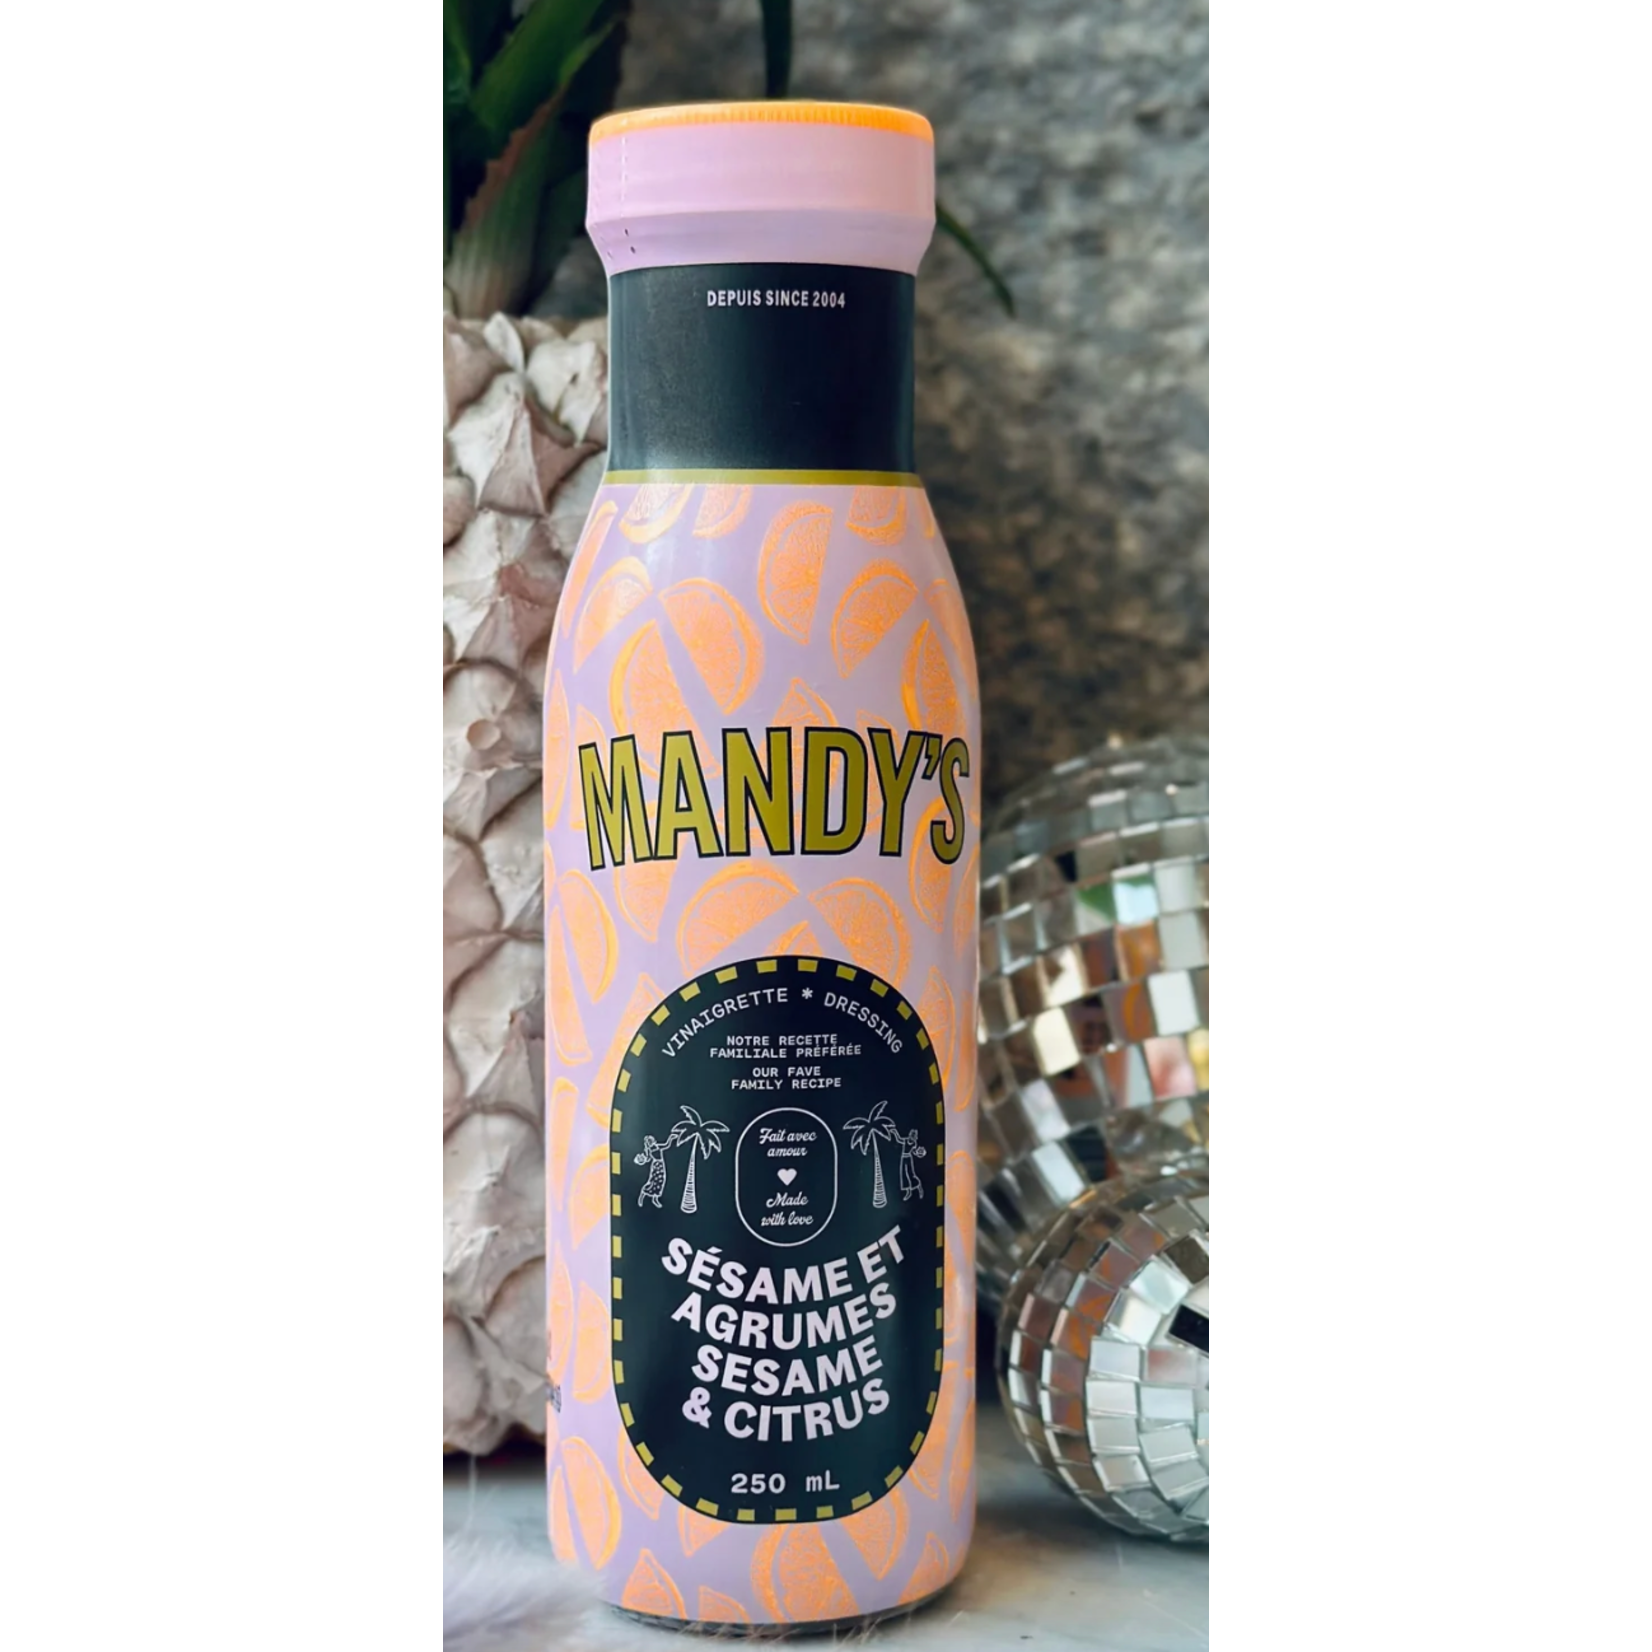 DEPUIS SINCE 2004
MANDY'S
VINAIGRETTE * DRESSING
NOTRE RECETTE
FAMILIALE PRÉFÉRÉE
OUR FAVE
FAMILY RECIPE
Fait avec
amour
Made
with love
SÉSAME ET
AGRUMES
SESAME
& CITRUS
250 mL